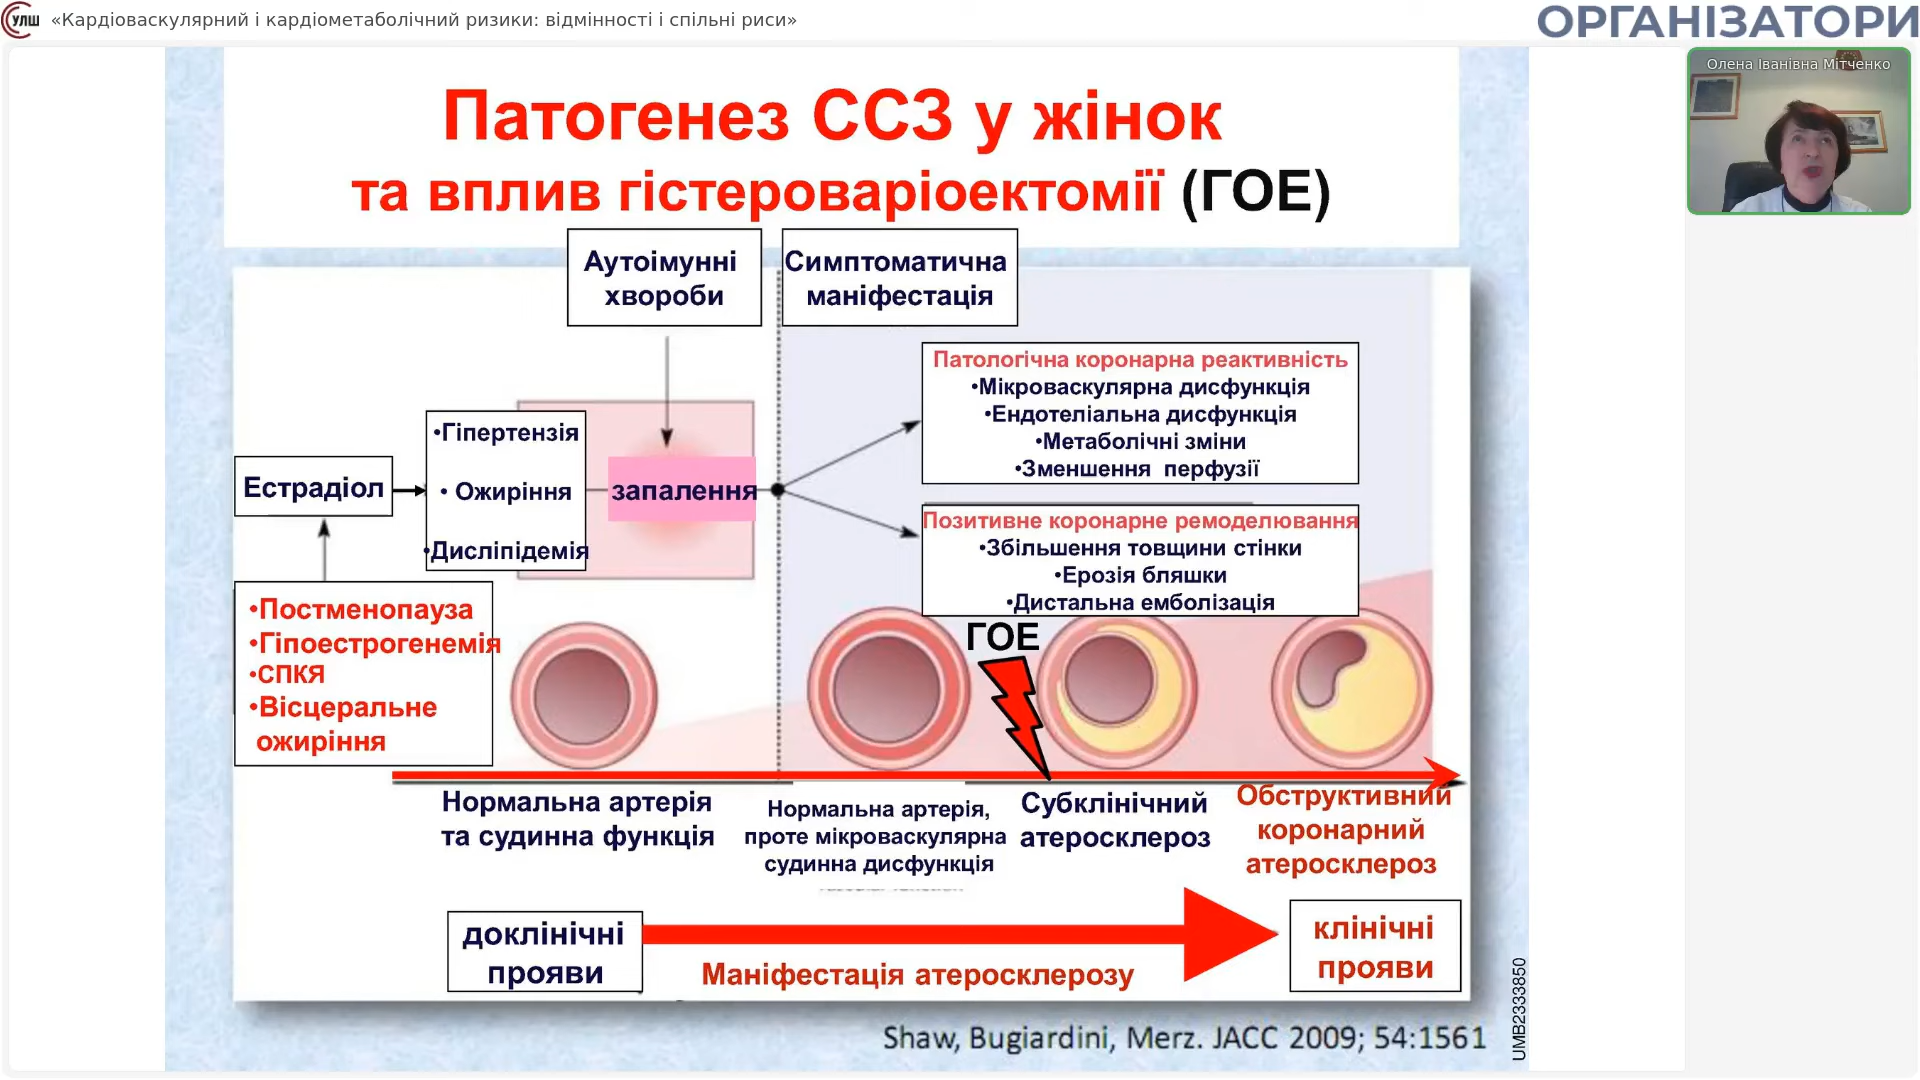 УЛШ «Кардіоваскулярний і кардіометаболічний ризики: відмінності і спільні риси»
ОРГАНІЗАТОРИ
Олена Іванівна Мітченко
Патогенез ССЗ у жінок
та вплив гістероваріоектомії (ГОЕ)
Аутоімунні
хвороби
Симптоматична
маніфестація
Патологічна коронарна реактивність
•Мікроваскулярна дисфункція
•Ендотеліальна дисфункція
•Метаболічні зміни
•Зменшення перфузії
•Гіпертензія
• Ожиріння
•Дисліпідемія
Естрадіол
запалення
Позитивне коронарне ремоделювання
•Збільшення товщини стінки
•Ерозія бляшки
•Дистальна емболізація
•Постменопауза
•Гіпоестрогенемія
•СПКЯ
•Вісцеральне
ожиріння
ГОЕ
Нормальна артерія
та судинна функція
Нормальна артерія,
проте мікроваскулярна
судинна дисфункція
Субклінічний
атеросклероз
Обструктивний
коронарний
атеросклероз
доклінічні
прояви
Маніфестація атеросклерозу
клінічні
прояви
Shaw, Bugiardini, Merz. JACC 2009; 54:1561
UMB2333850